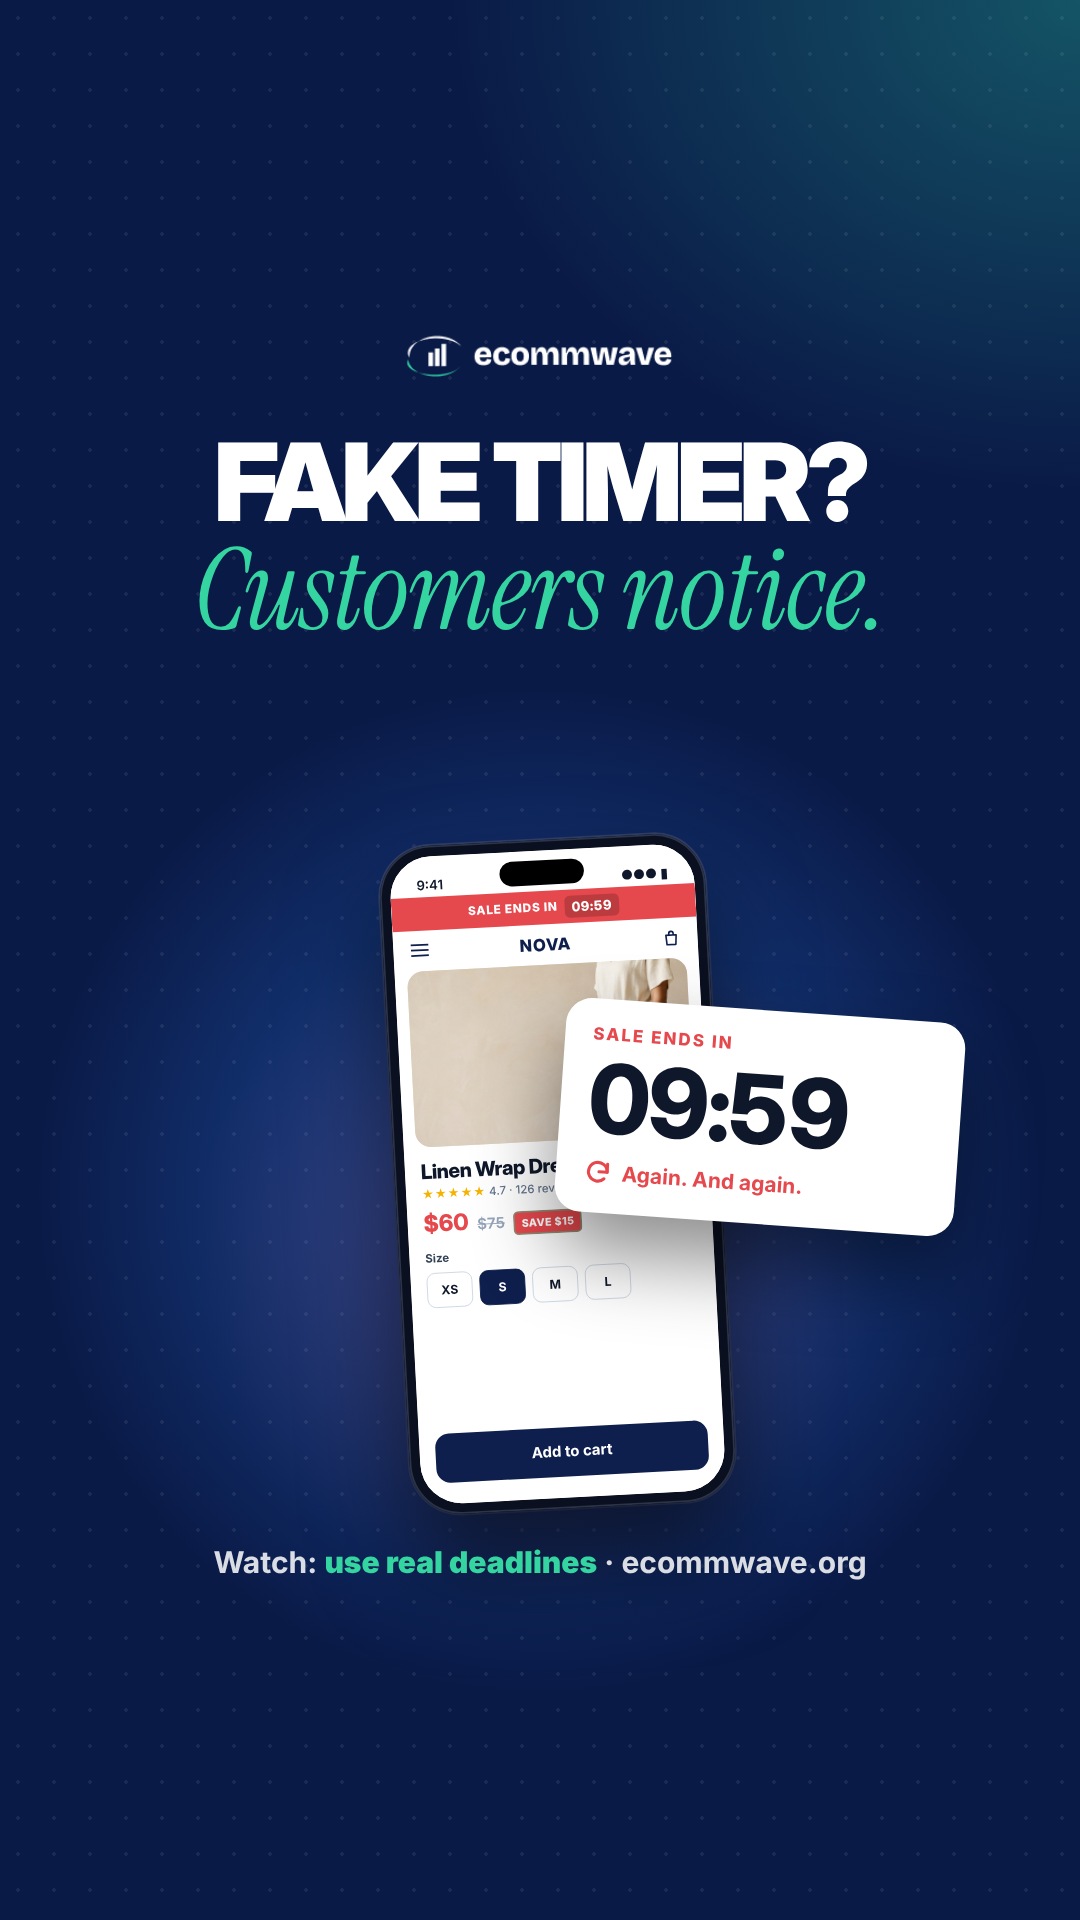 ecommwave
FAKE TIMER?
Customers notice.
9:41
SALE ENDS IN 09:59
NOVA
SALE ENDS IN
09:59
Again. And again.
Linen Wrap
4.7 · 126
$60 $75 SAVE $15
Size
XS S M L
Add to cart
Watch: use real deadlines · ecommwave.org